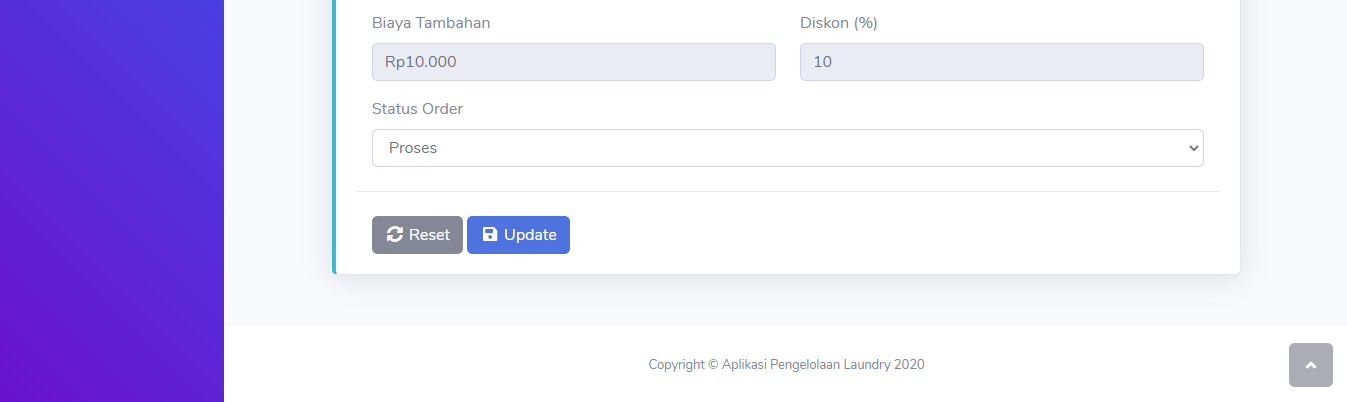 Biaya Tambahan
Diskon (%)
Rp10.000
10
Status Order
Proses
Reset
Update
Copyright © Aplikasi Pengelolaan Laundry 2020